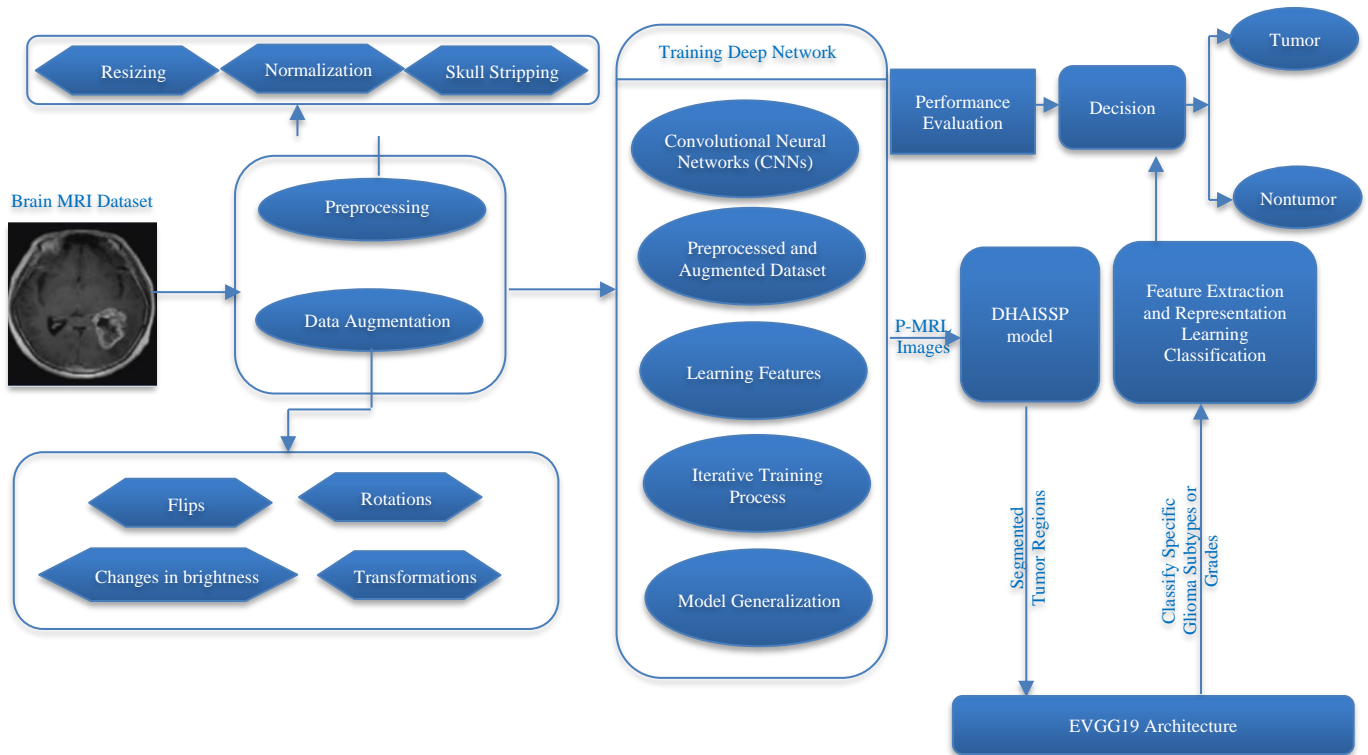 Resizing
Normalization
Skull Stripping
Brain MRI Dataset
Preprocessing
Data Augmentation
Flips
Rotations
Changes in brightness
Transformations
Training Deep Network
Convolutional Neural
Networks (CNNs)
Preprocessed and
Augmented Dataset
Learning Features
Iterative Training
Process
Model Generalization
Performance
Evaluation
Decision
Tumor
Nontumor
P-MRL
Images
DHAISSP
model
Feature Extraction
and Representation
Learning
Classification
Segmented
Tumor Regions
Classify Specific
Glioma Subtypes or
Grades
EVGG19 Architecture